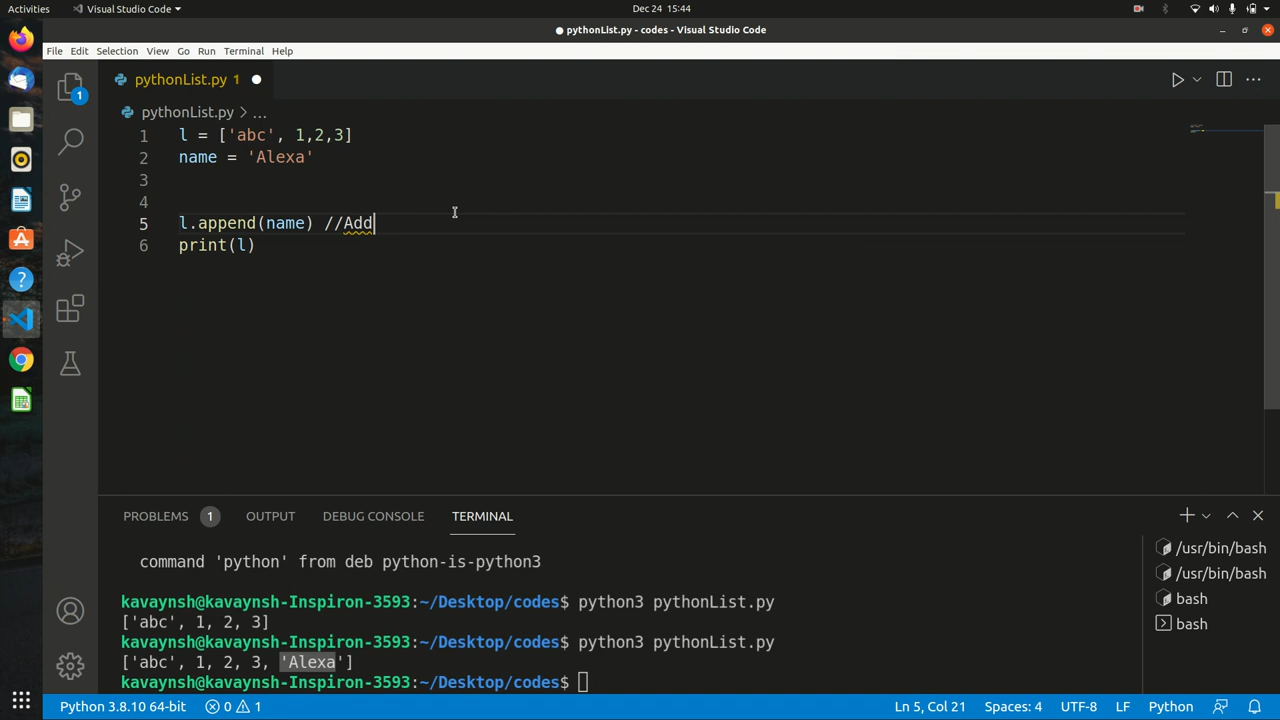 Activities
Visual Studio Code
Dec 24 15:44
● pythonList.py - codes - Visual Studio Code
File Edit Selection View Go Run Terminal Help
pythonList.py 1
1
pythonList.py > ...
1 l = ['abc', 1,2,3]
2 name = 'Alexa'
3
4
5 l.append(name) //Add
6 print(l)
PROBLEMS 1 OUTPUT DEBUG CONSOLE TERMINAL
command 'python' from deb python-is-python3
kavaynsh@kavaynsh-Inspiron-3593:~/Desktop/codes$ python3 pythonList.py
['abc', 1, 2, 3]
kavaynsh@kavaynsh-Inspiron-3593:~/Desktop/codes$ python3 pythonList.py
['abc', 1, 2, 3, 'Alexa']
kavaynsh@kavaynsh-Inspiron-3593:~/Desktop/codes$
/usr/bin/bash
/usr/bin/bash
bash
bash
Python 3.8.10 64-bit 0 1 Ln 5, Col 21 Spaces: 4 UTF-8 LF Python